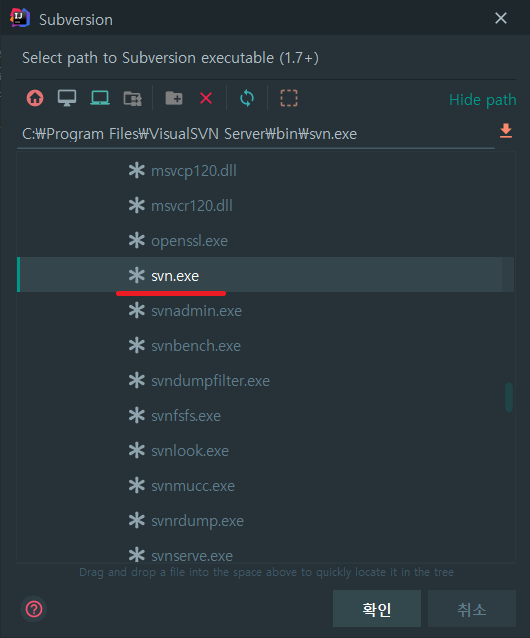 Subversion
Select path to Subversion executable (1.7+)
Hide path
C:₩Program Files₩VisualSVN Server₩bin₩svn.exe
msvcp120.dll
msvcr120.dll
openssl.exe
svn.exe
svnadmin.exe
svnbench.exe
svndumpfilter.exe
svnfsfs.exe
svnlook.exe
svnmucc.exe
svnrdump.exe
svnserve.exe
Drag and drop a file into the space above to quickly locate it in the tree
확인 취소